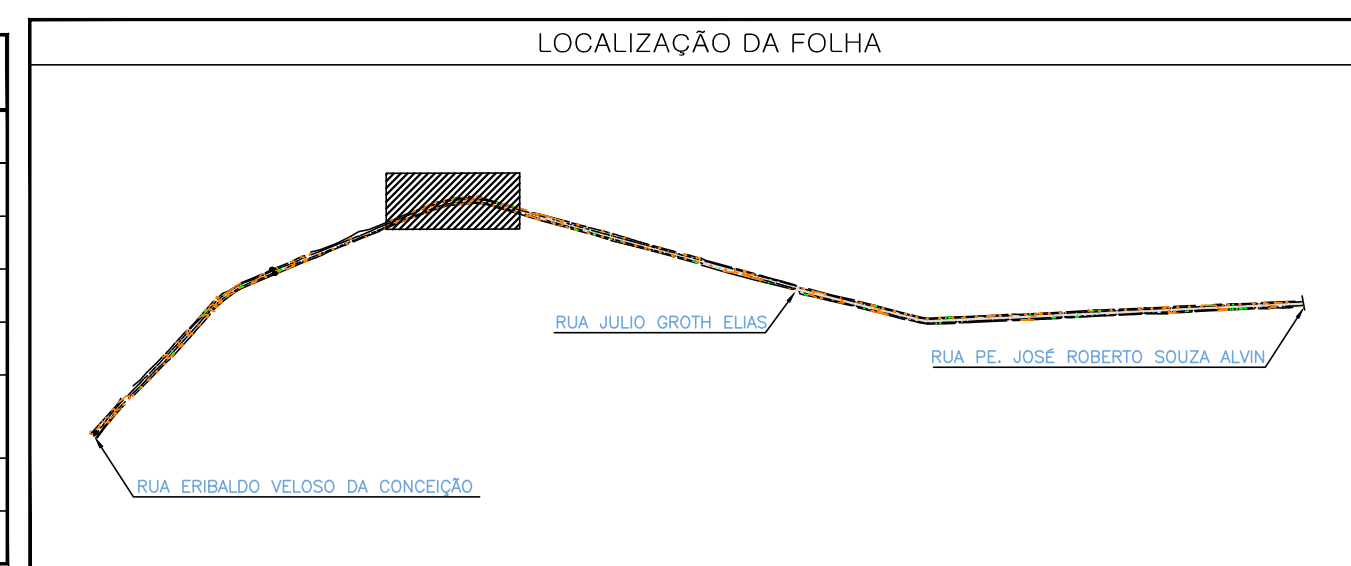 LOCALIZAÇÃO DA FOLHA
RUA JULIO GROTH ELIAS
RUA PE. JOSÉ ROBERTO SOUZA ALVIN
RUA ERIBALDO VELOSO DA CONCEIÇÃO